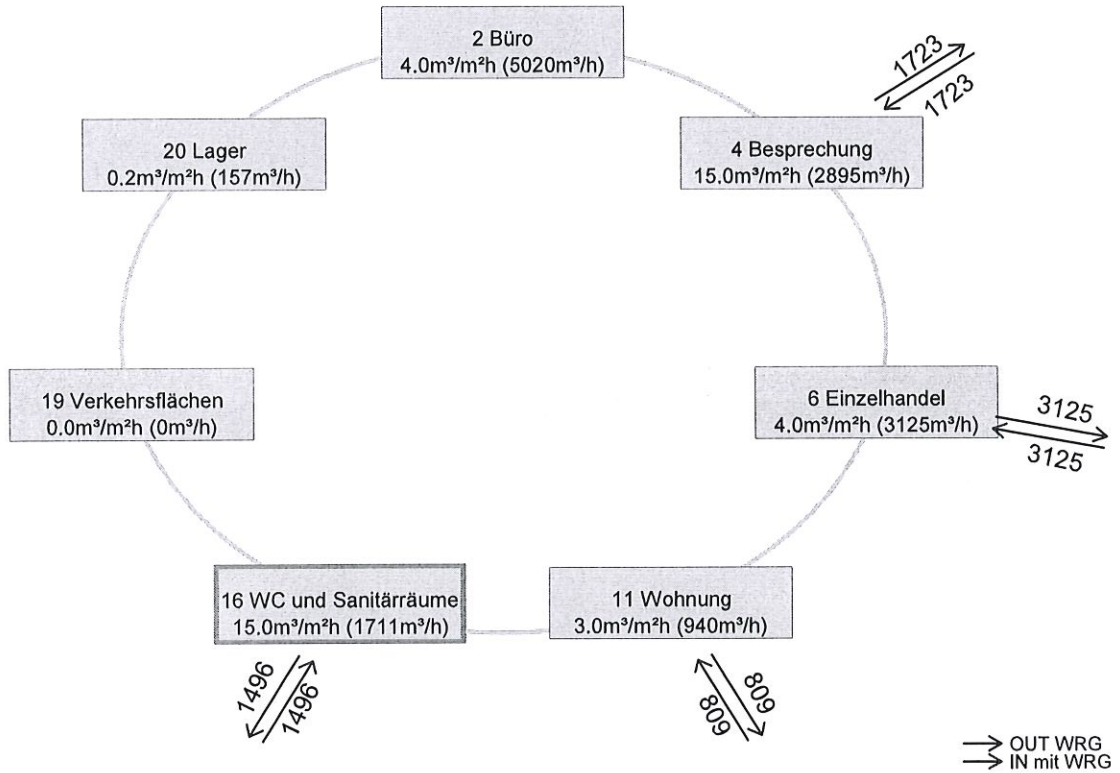 2 Büro
4.0m³/m²h (5020m³/h)
1723
1723
20 Lager
0.2m³/m²h (157m³/h)
4 Besprechung
15.0m³/m²h (2895m³/h)
19 Verkehrsflächen
0.0m³/m²h (0m³/h)
6 Einzelhandel
4.0m³/m²h (3125m³/h)
3125
3125
16 WC und Sanitärräume
15.0m³/m²h (1711m³/h)
11 Wohnung
3.0m³/m²h (940m³/h)
1496
1496
809
809
OUT WRG
IN mit WRG